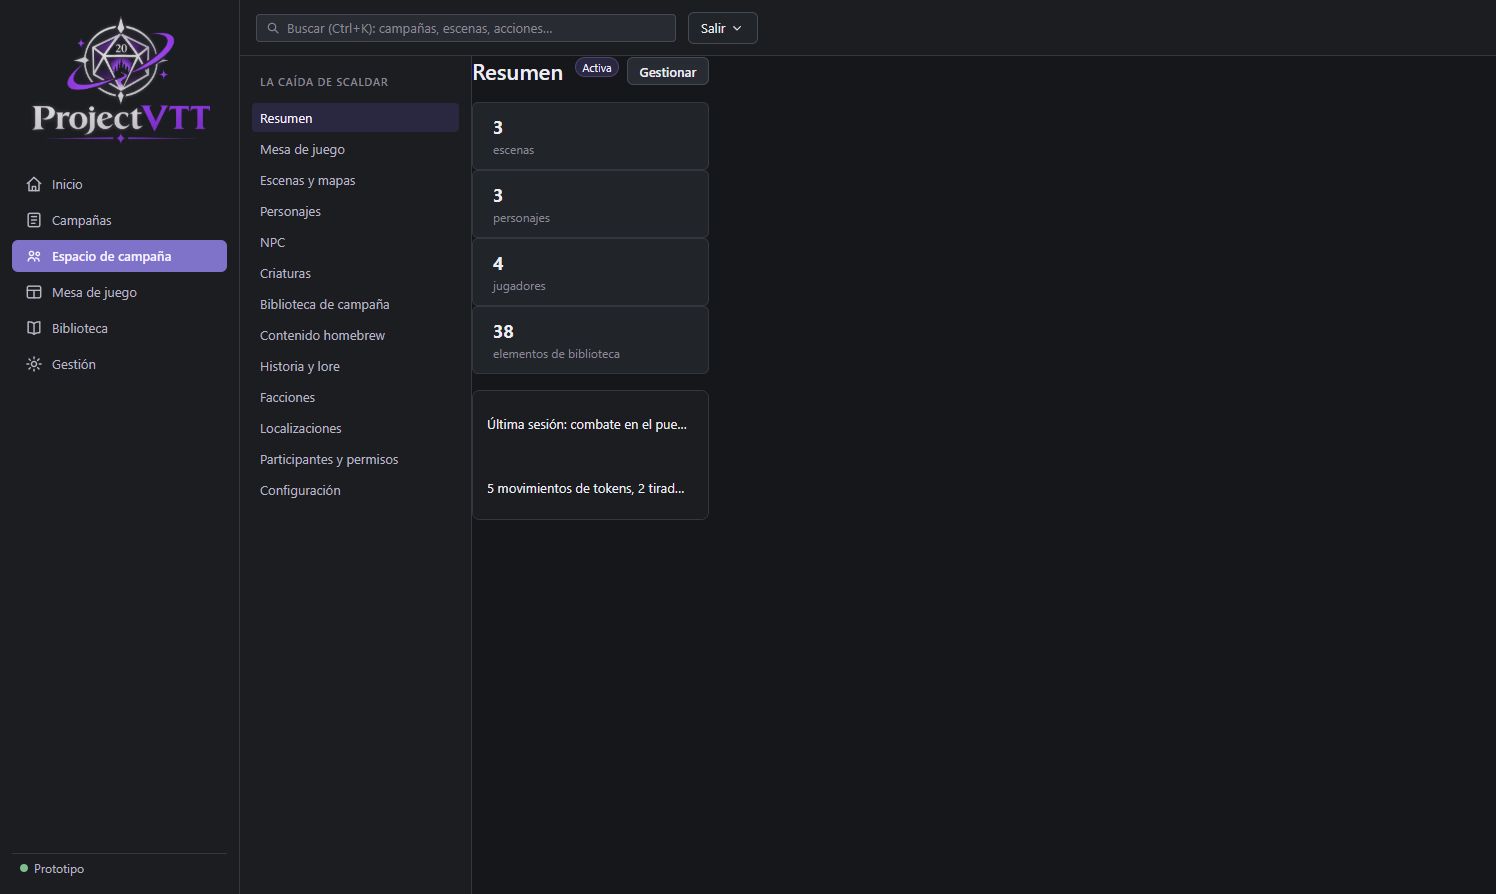 20
ProjectVTT
Inicio
Campañas
Espacio de campaña
Mesa de juego
Biblioteca
Gestión
Prototipo
Buscar (Ctrl+K): campañas, escenas, acciones...
Salir
LA CAÍDA DE SCALDAR
Resumen
Mesa de juego
Escenas y mapas
Personajes
NPC
Criaturas
Biblioteca de campaña
Contenido homebrew
Historia y lore
Facciones
Localizaciones
Participantes y permisos
Configuración
Resumen
Activa
Gestionar
3
escenas
3
personajes
4
jugadores
38
elementos de biblioteca
Última sesión: combate en el pue...
5 movimientos de tokens, 2 tirad...